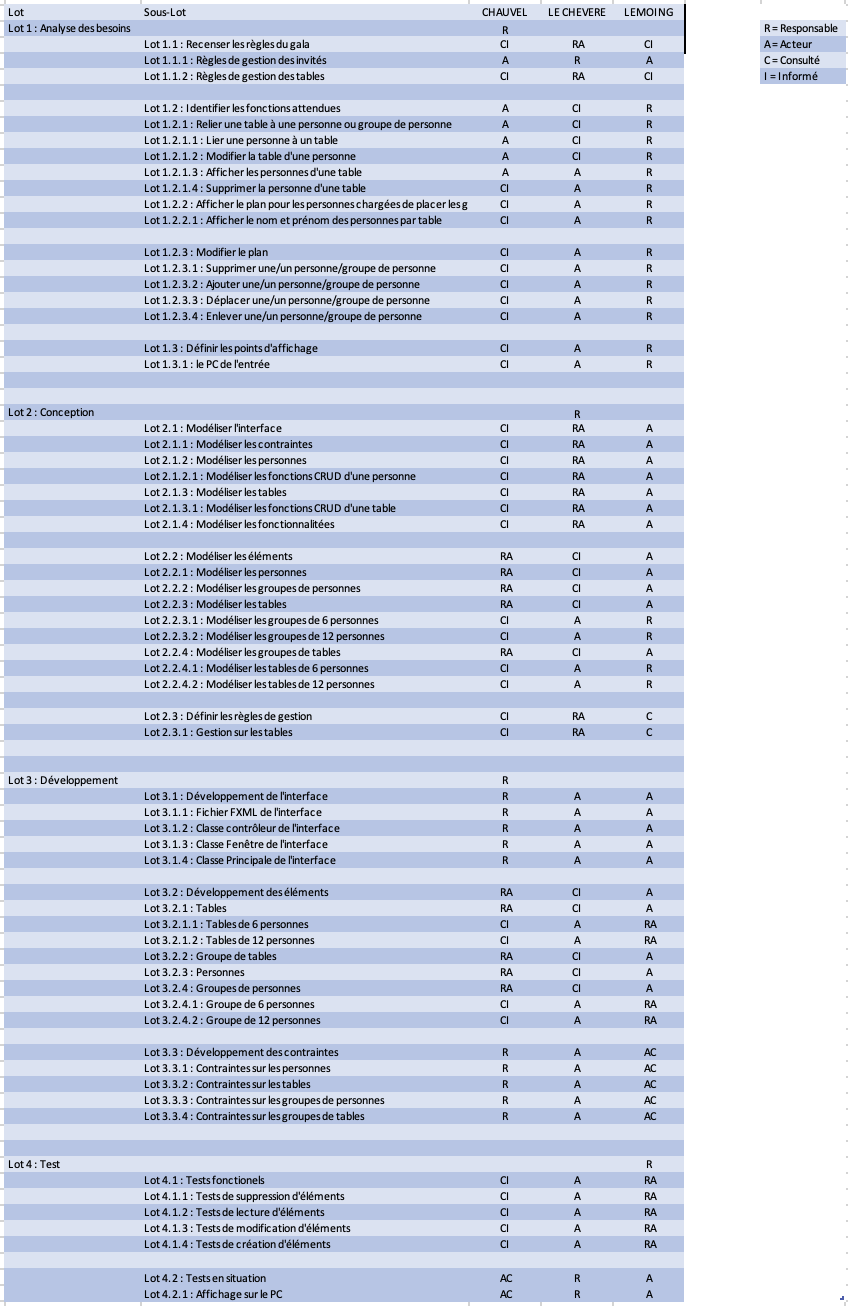 Lot Sous-Lot CHAUVEL LE CHEVERE LEMOING
Lot 1 : Analyse des besoins R R = Responsable
Lot 1.1 : Recenser les règles du gala CI RA CI A = Acteur
Lot 1.1.1 : Règles de gestion des invités A R A C = Consulté
Lot 1.1.2 : Règles de gestion des tables CI RA CI I = Informé
Lot 1.2 : Identifier les fonctions attendues A CI R
Lot 1.2.1 : Relier une table à une personne ou groupe de personne A CI R
Lot 1.2.1.1 : Lier une personne à un table A CI R
Lot 1.2.1.2 : Modifier la table d'une personne A CI R
Lot 1.2.1.3 : Afficher les personnes d'une table A A R
Lot 1.2.1.4 : Supprimer la personne d'une table CI A R
Lot 1.2.2 : Afficher le plan pour les personnes chargées de placer les g CI A R
Lot 1.2.2.1 : Afficher le nom et prénom des personnes par table CI A R
Lot 1.2.3 : Modifier le plan CI A R
Lot 1.2.3.1 : Supprimer une/un personne/groupe de personne CI A R
Lot 1.2.3.2 : Ajouter une/un personne/groupe de personne CI A R
Lot 1.2.3.3 : Déplacer une/un personne/groupe de personne CI A R
Lot 1.2.3.4 : Enlever une/un personne/groupe de personne CI A R
Lot 1.3 : Définir les points d'affichage CI A R
Lot 1.3.1 : le PC de l'entrée CI A R
Lot 2 : Conception R
Lot 2.1 : Modéliser l'interface CI RA A
Lot 2.1.1 : Modéliser les contraintes CI RA A
Lot 2.1.2 : Modéliser les personnes CI RA A
Lot 2.1.2.1 : Modéliser les fonctions CRUD d'une personne CI RA A
Lot 2.1.3 : Modéliser les tables CI RA A
Lot 2.1.3.1 : Modéliser les fonctions CRUD d'une table CI RA A
Lot 2.1.4 : Modéliser les fonctionnalitées CI RA A
Lot 2.2 : Modéliser les éléments RA CI A
Lot 2.2.1 : Modéliser les personnes RA CI A
Lot 2.2.2 : Modéliser les groupes de personnes RA CI A
Lot 2.2.3 : Modéliser les tables RA CI A
Lot 2.2.3.1 : Modéliser les groupes de 6 personnes CI A R
Lot 2.2.3.2 : Modéliser les groupes de 12 personnes CI A R
Lot 2.2.4 : Modéliser les groupes de tables RA CI A
Lot 2.2.4.1 : Modéliser les tables de 6 personnes CI A R
Lot 2.2.4.2 : Modéliser les tables de 12 personnes CI A R
Lot 2.3 : Définir les règles de gestion CI RA C
Lot 2.3.1 : Gestion sur les tables CI RA C
Lot 3 : Développement R
Lot 3.1 : Développement de l'interface R A A
Lot 3.1.1 : Fichier FXML de l'interface R A A
Lot 3.1.2 : Classe contrôleur de l'interface R A A
Lot 3.1.3 : Classe Fenêtre de l'interface R A A
Lot 3.1.4 : Classe Principale de l'interface R A A
Lot 3.2 : Développement des éléments RA CI A
Lot 3.2.1 : Tables RA CI A
Lot 3.2.1.1 : Tables de 6 personnes CI A RA
Lot 3.2.1.2 : Tables de 12 personnes CI A RA
Lot 3.2.2 : Groupe de tables RA CI A
Lot 3.2.3 : Personnes RA CI A
Lot 3.2.4 : Groupes de personnes RA CI A
Lot 3.2.4.1 : Groupe de 6 personnes CI A RA
Lot 3.2.4.2 : Groupe de 12 personnes CI A RA
Lot 3.3 : Développement des contraintes R A AC
Lot 3.3.1 : Contraintes sur les personnes R A AC
Lot 3.3.2 : Contraintes sur les tables R A AC
Lot 3.3.3 : Contraintes sur les groupes de personnes R A AC
Lot 3.3.4 : Contraintes sur les groupes de tables R A AC
Lot 4 : Test R
Lot 4.1 : Tests fonctionels CI A RA
Lot 4.1.1 : Tests de suppression d'éléments CI A RA
Lot 4.1.2 : Tests de lecture d'éléments CI A RA
Lot 4.1.3 : Tests de modification d'éléments CI A RA
Lot 4.1.4 : Tests de création d'éléments CI A RA
Lot 4.2 : Tests en situation AC R A
Lot 4.2.1 : Affichage sur le PC AC R A